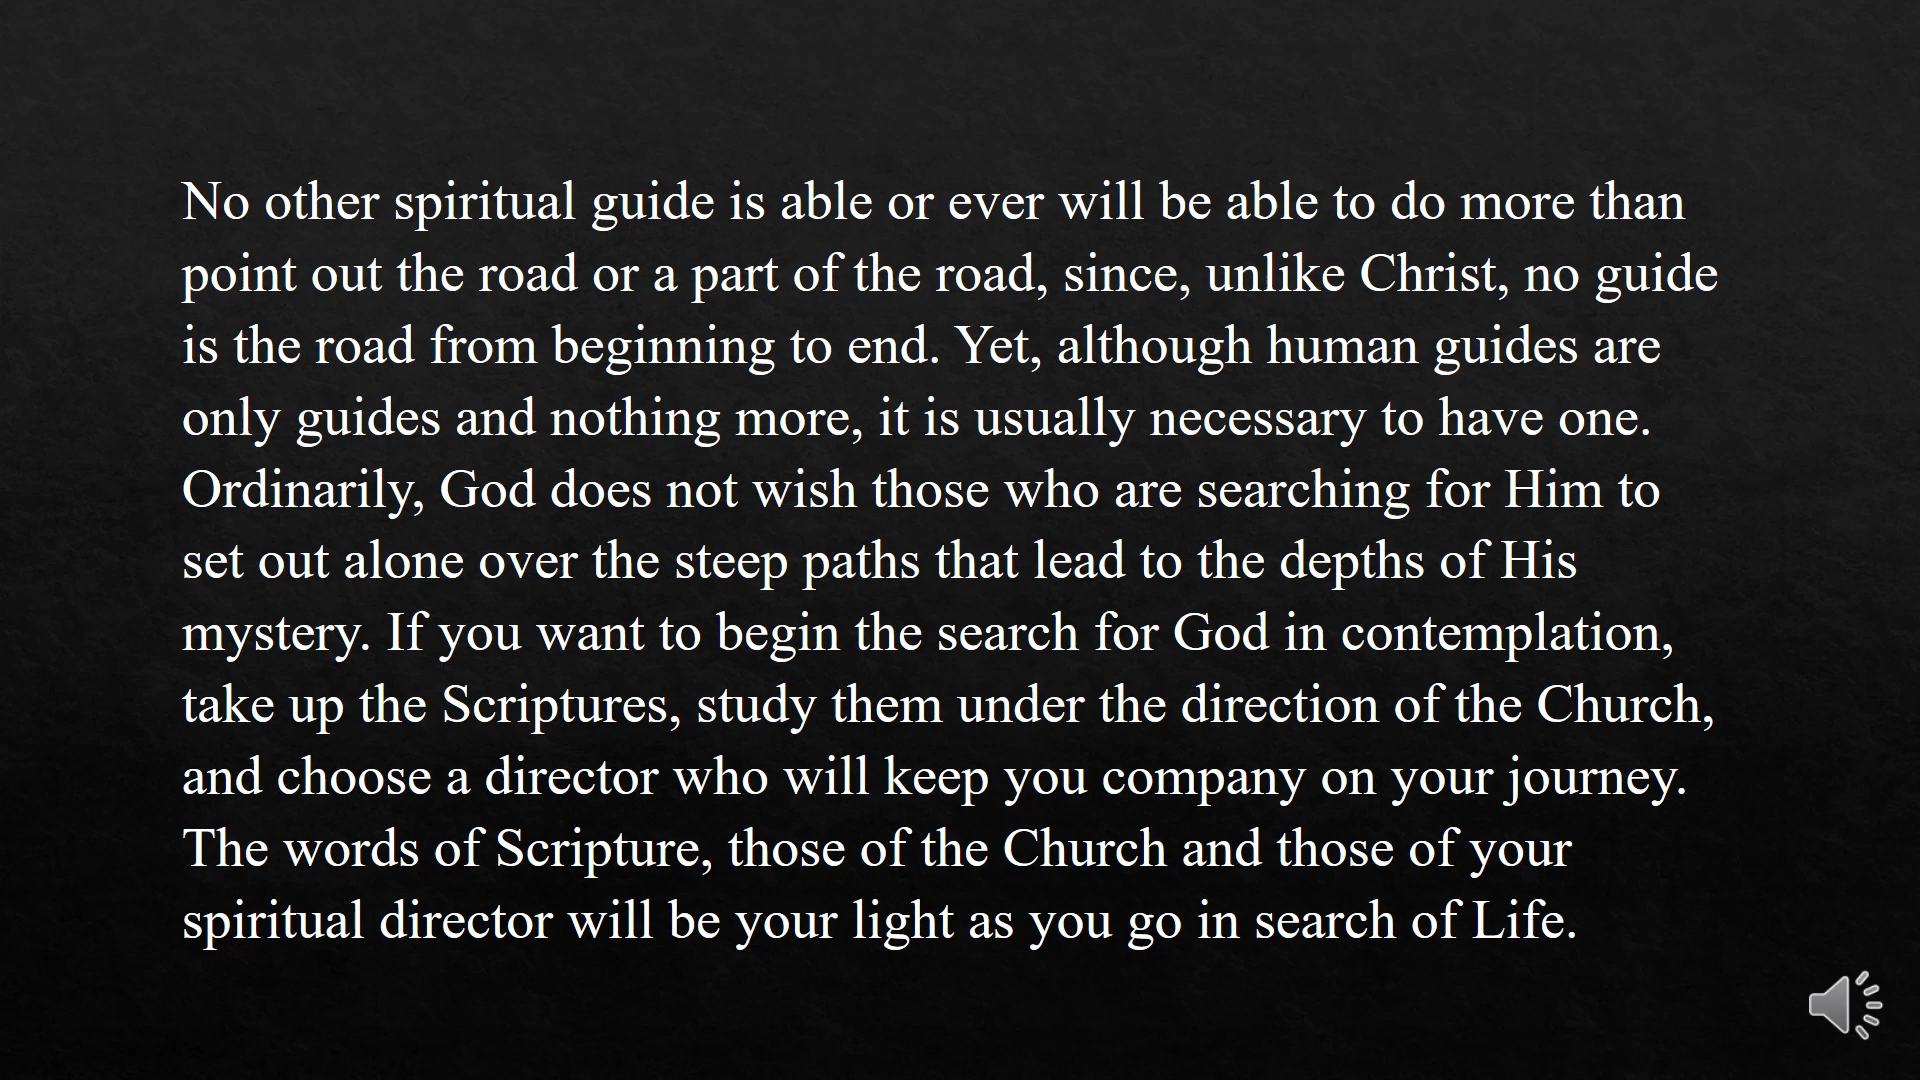 No other spiritual guide is able or ever will be able to do more than
point out the road or a part of the road, since, unlike Christ, no guide
is the road from beginning to end. Yet, although human guides are
only guides and nothing more, it is usually necessary to have one.
Ordinarily, God does not wish those who are searching for Him to
set out alone over the steep paths that lead to the depths of His
mystery. If you want to begin the search for God in contemplation,
take up the Scriptures, study them under the direction of the Church,
and choose a director who will keep you company on your journey.
The words of Scripture, those of the Church and those of your
spiritual director will be your light as you go in search of Life.